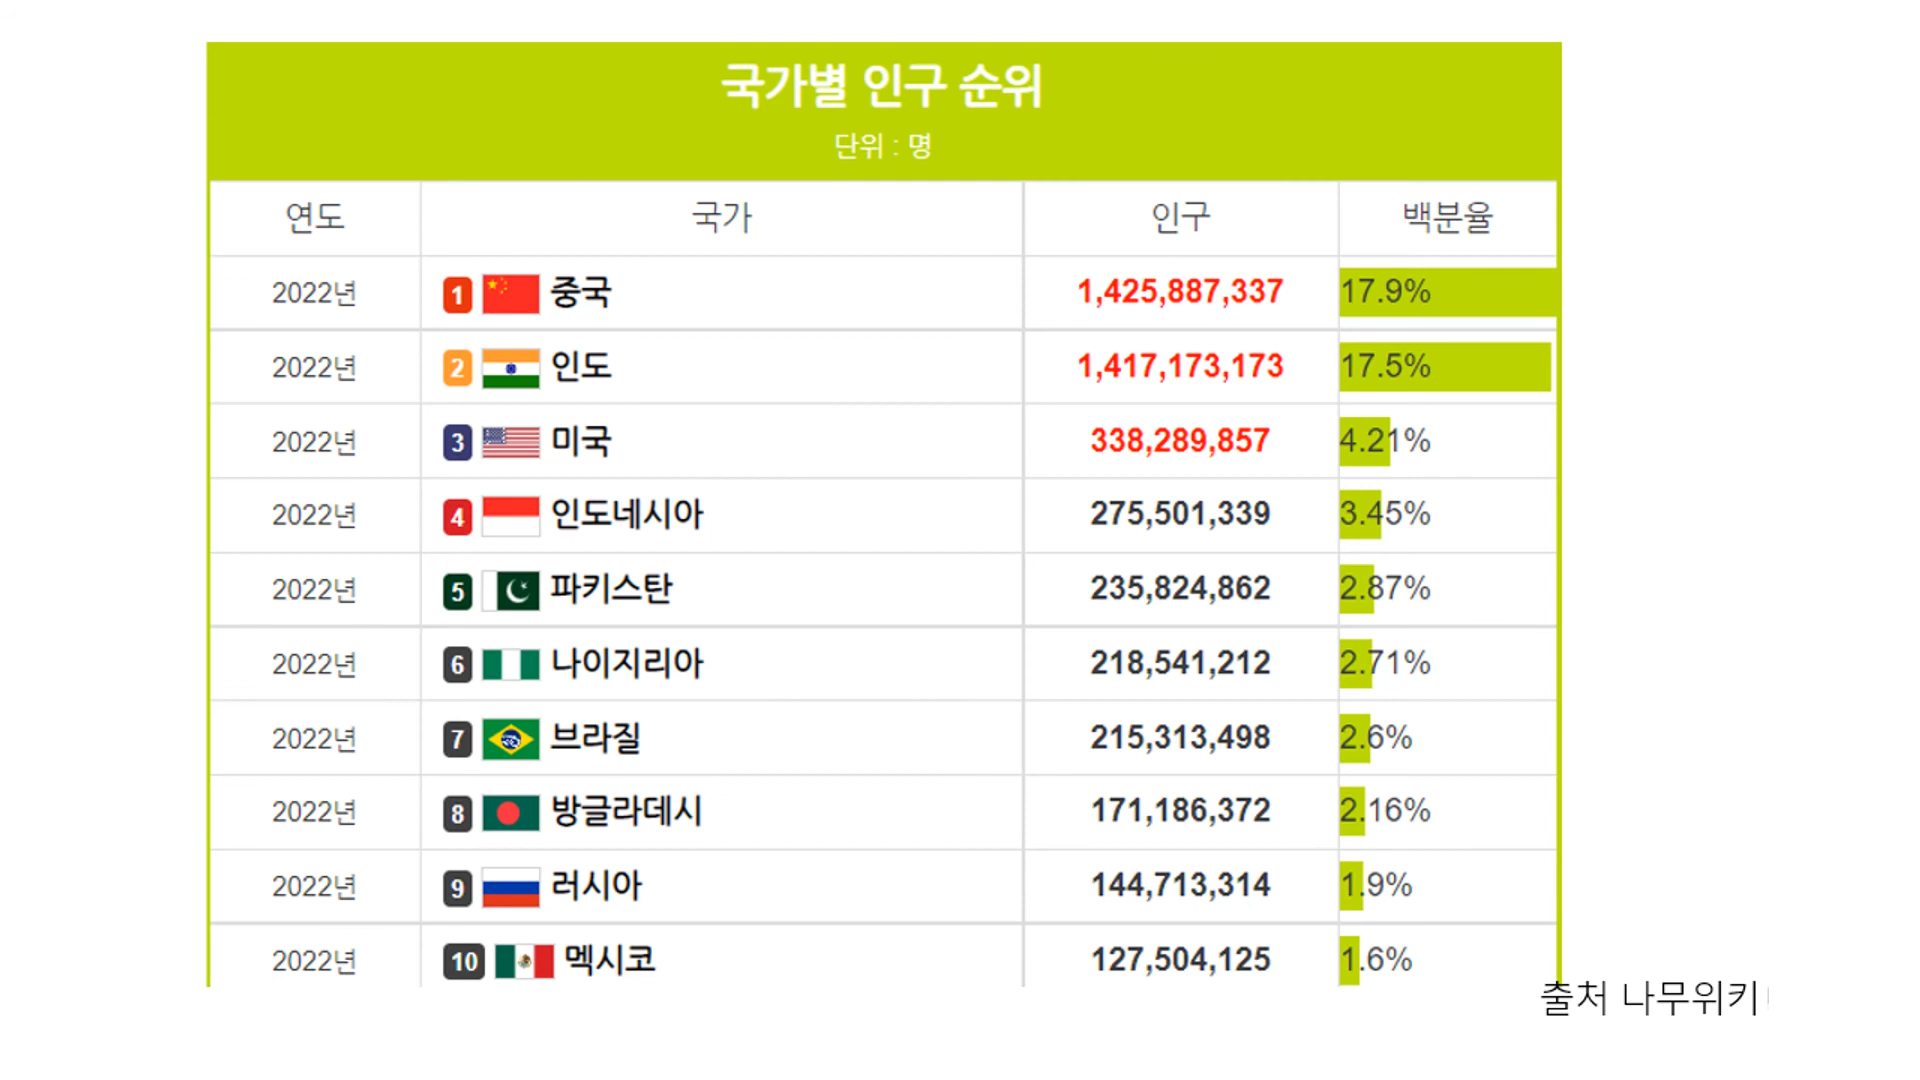 국가별 인구 순위
단위 : 명
연도 국가 인구 백분율
2022년 1 중국 1,425,887,337 17.9%
2022년 2 인도 1,417,173,173 17.5%
2022년 3 미국 338,289,857 4.21%
2022년 4 인도네시아 275,501,339 3.45%
2022년 5 파키스탄 235,824,862 2.87%
2022년 6 나이지리아 218,541,212 2.71%
2022년 7 브라질 215,313,498 2.6%
2022년 8 방글라데시 171,186,372 2.16%
2022년 9 러시아 144,713,314 1.9%
2022년 10 멕시코 127,504,125 1.6%
출처 나무위키